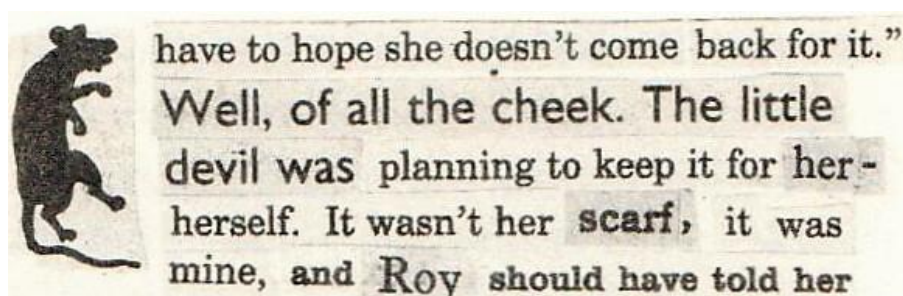 have to hope she doesn't come back for it.”
Well, of all the cheek. The little
devil was planning to keep it for her-
herself. It wasn't her scarf, it was
mine, and Roy should have told her